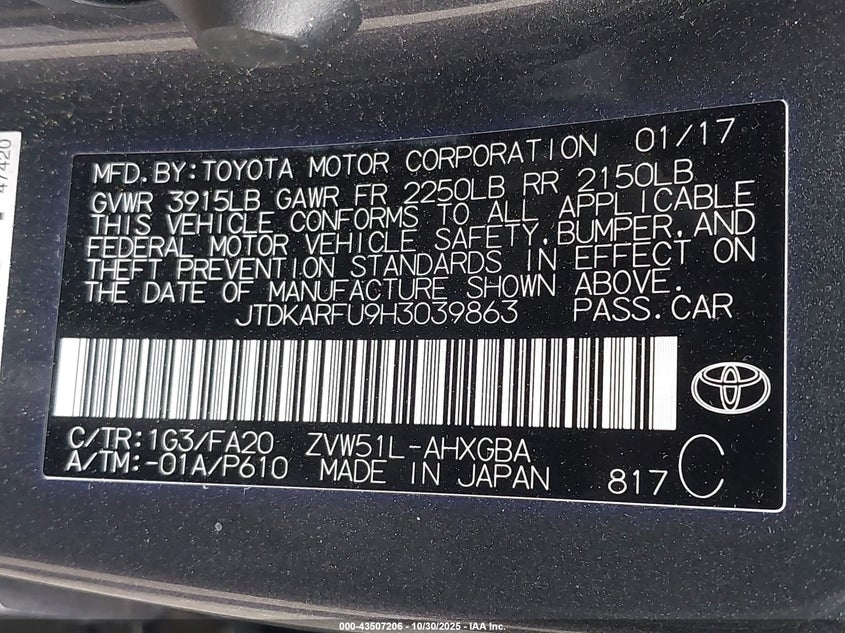 47420
MFD.BY:TOYOTA MOTOR CORPORATION 01/17
GVWR 3915LB GAWR FR 2250LB RR 2150LB
THIS VEHICLE CONFORMS TO ALL APPLICABLE
FEDERAL MOTOR VEHICLE SAFETY,BUMPER,AND
THEFT PREVENTION STANDARDS IN EFFECT ON
THE DATE OF MANUFACTURE SHOWN ABOVE.
JTDKARFU9H3039863 PASS.CAR
C/TR:1G3/FA20 ZVW51L-AHXGBA
A/TM:-01A/P610 MADE IN JAPAN 817 C
000-43507206 - 10/30/2025 - IAA Inc.